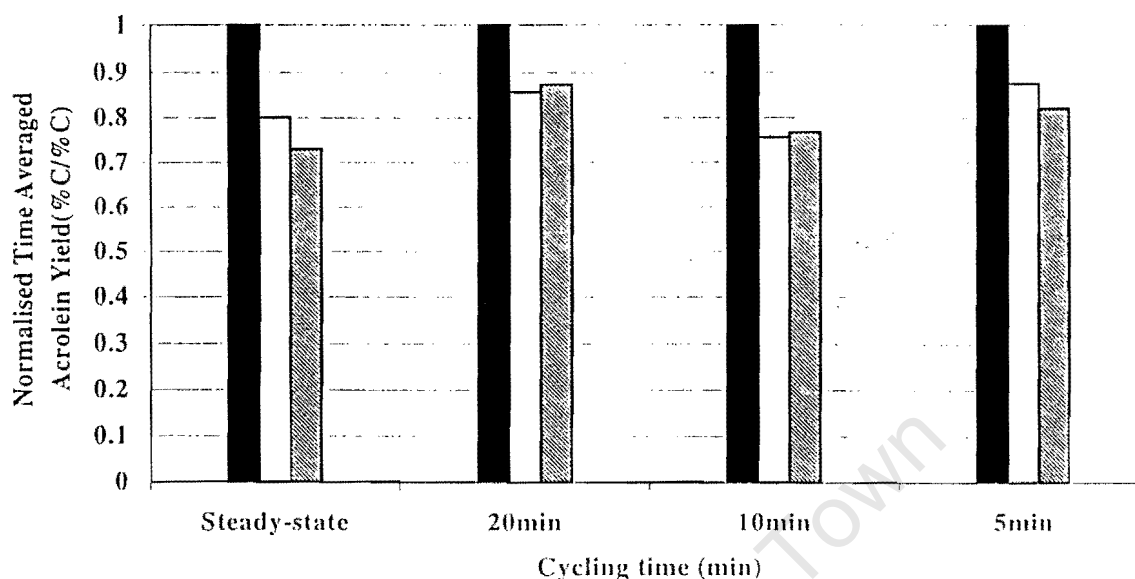 Normalised Time Averaged
Acrolein Yield(%C/%C)
1
0.9
0.8
0.7
0.6
0.5
0.4
0.3
0.2
0.1
0
Steady-state 20min 10min 5min
Cycling time (min)
Town